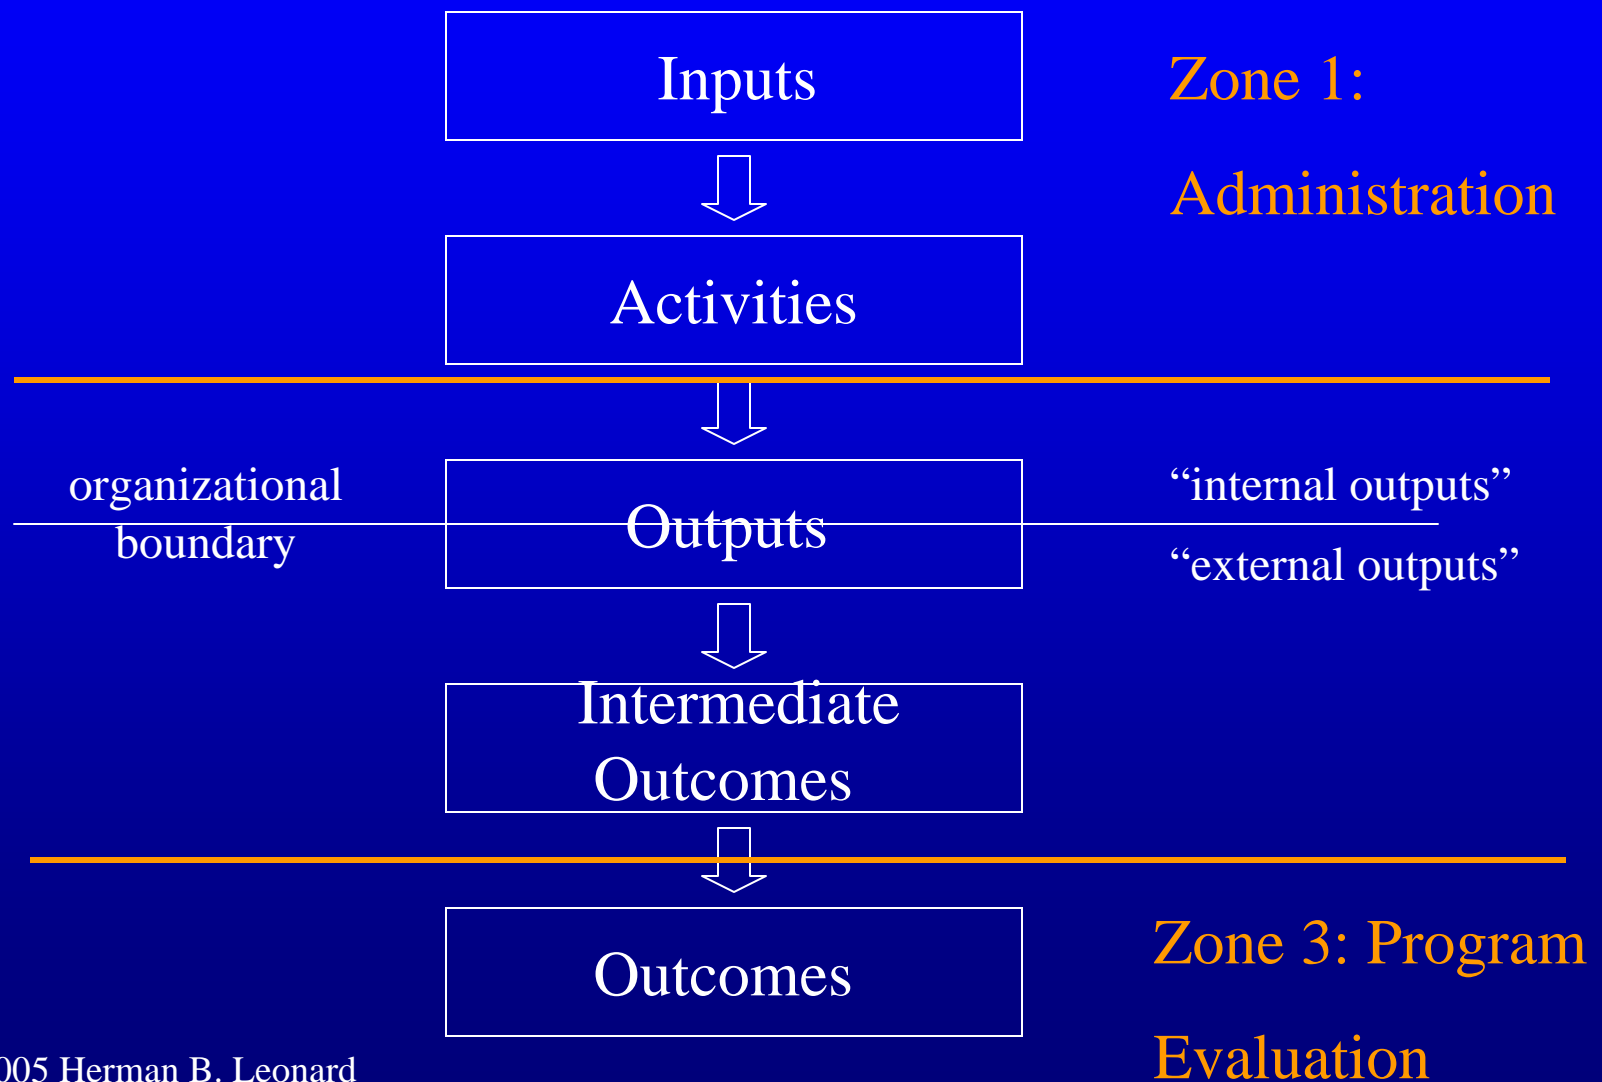 Inputs
Zone 1:
Administration
Activities
organizational
boundary
Outputs
“internal outputs”
“external outputs”
Intermediate
Outcomes
Outcomes
Zone 3: Program
Evaluation
005 Herman B. Leonard